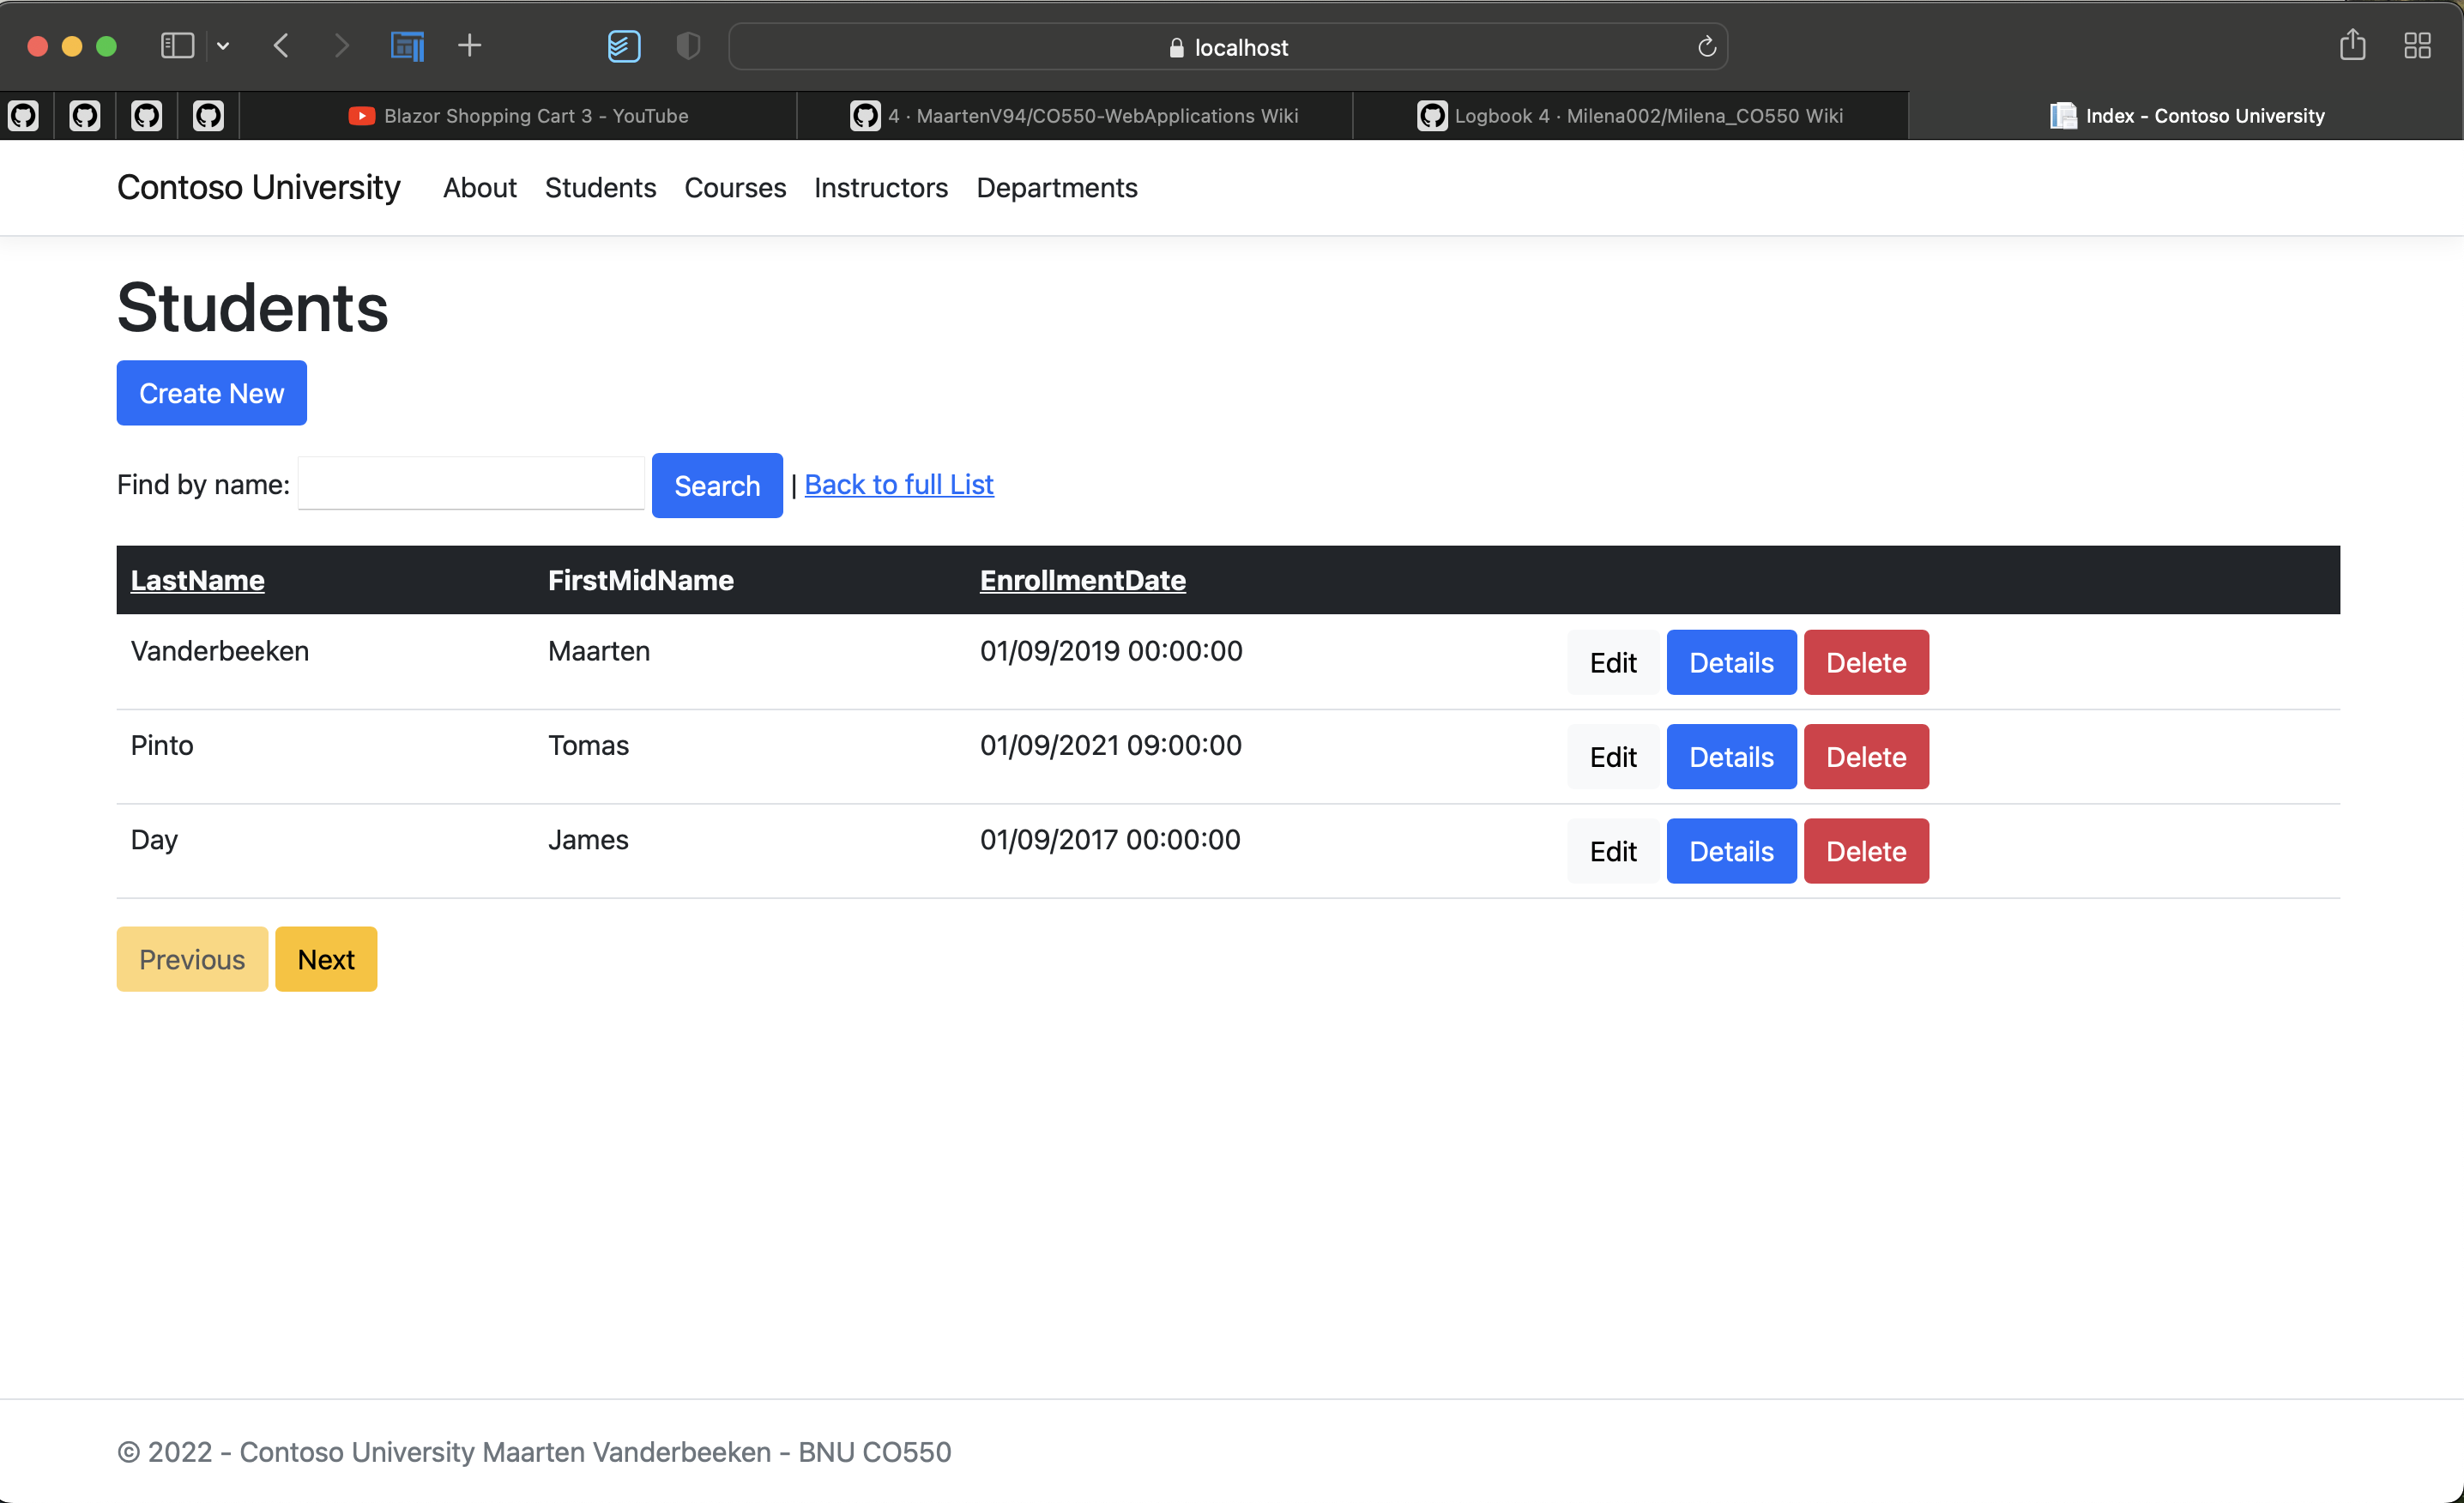 localhost
Blazor Shopping Cart 3 - YouTube
4 · MaartenV94/CO550-WebApplications Wiki
Logbook 4 · Milena002/Milena_CO550 Wiki
Index - Contoso University
Contoso University About Students Courses Instructors Departments
Students
Create New
Find by name: Search | Back to full List
LastName FirstMidName EnrollmentDate
Vanderbeeken Maarten 01/09/2019 00:00:00 Edit Details Delete
Pinto Tomas 01/09/2021 09:00:00 Edit Details Delete
Day James 01/09/2017 00:00:00 Edit Details Delete
Previous Next
© 2022 - Contoso University Maarten Vanderbeeken - BNU CO550